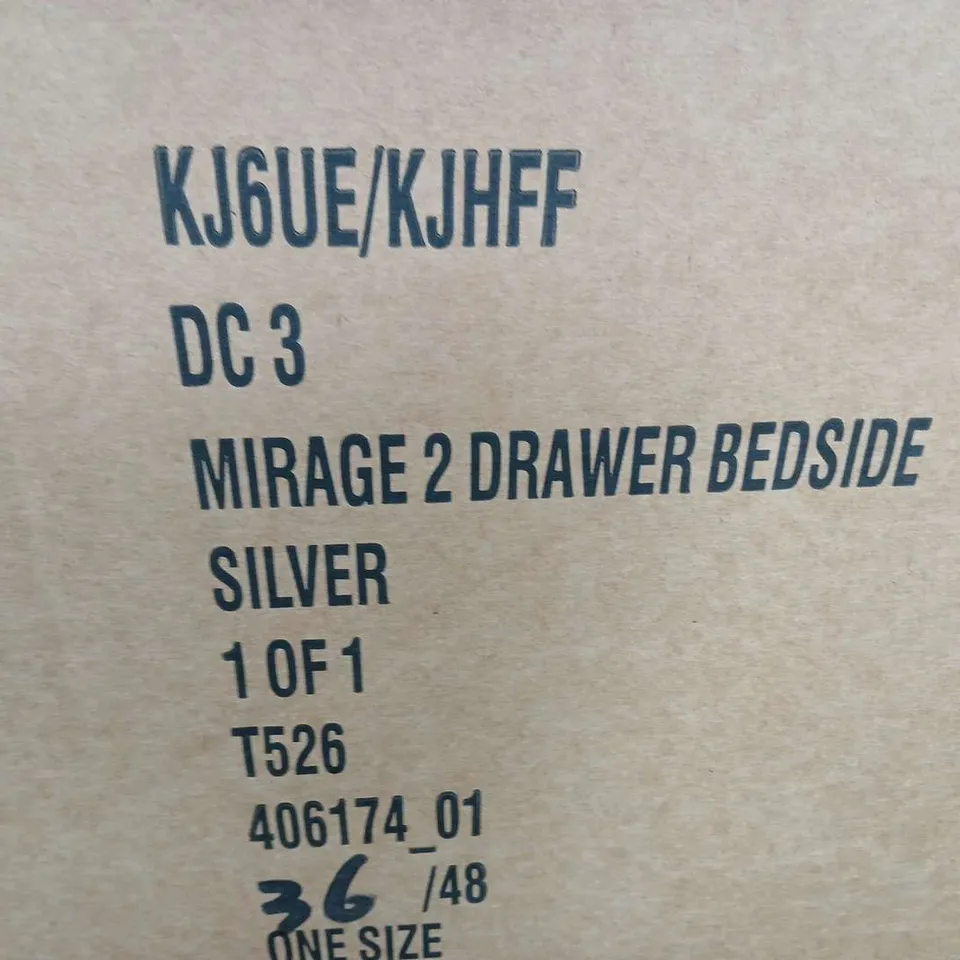 KJ6UE/KJHFF
DC 3
MIRAGE 2 DRAWER BEDSIDE
SILVER
1 OF 1
T526
406174_01
36 /48
ONE SIZE